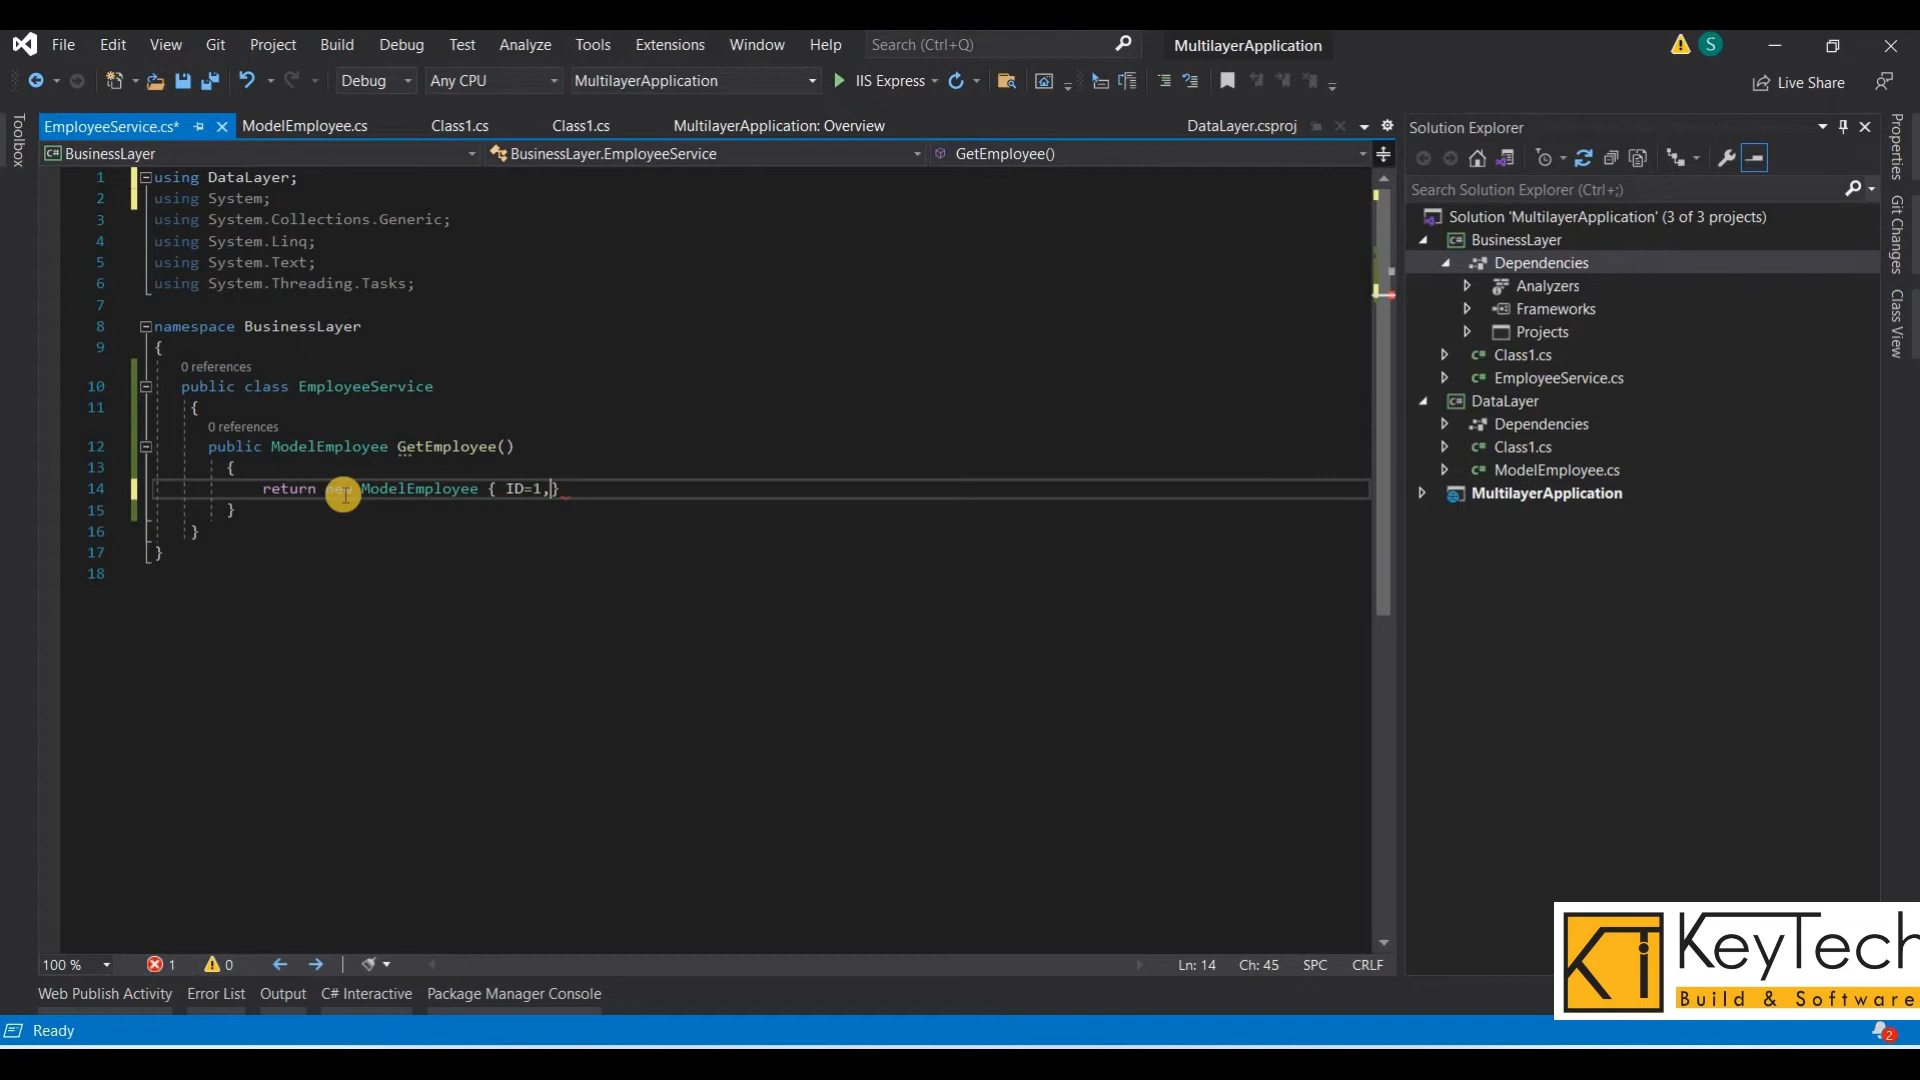 File Edit View Git Project Build Debug Test Analyze Tools Extensions Window Help Search (Ctrl+Q) MultilayerApplication S
Debug Any CPU MultilayerApplication IIS Express Live Share
Toolbox
EmployeeService.cs* ModelEmployee.cs Class1.cs Class1.cs MultilayerApplication: Overview DataLayer.csproj
C# BusinessLayer BusinessLayer.EmployeeService GetEmployee()
1 using DataLayer;
2 using System;
3 using System.Collections.Generic;
4 using System.Linq;
5 using System.Text;
6 using System.Threading.Tasks;
7
8 namespace BusinessLayer
9 {
0 references
10 public class EmployeeService
11 {
0 references
12 public ModelEmployee GetEmployee()
13 {
14 return new ModelEmployee { ID=1,}
15 }
16 }
17 }
18
Solution Explorer
Search Solution Explorer (Ctrl+;)
Solution 'MultilayerApplication' (3 of 3 projects)
C# BusinessLayer
Dependencies
Analyzers
Frameworks
Projects
C# Class1.cs
C# EmployeeService.cs
C# DataLayer
Dependencies
C# Class1.cs
C# ModelEmployee.cs
MultilayerApplication
Properties
Git Changes
Class View
100 % 1 0 Ln: 14 Ch: 45 SPC CRLF
Web Publish Activity Error List Output C# Interactive Package Manager Console
Ready 2
KeyTech
Build & Software